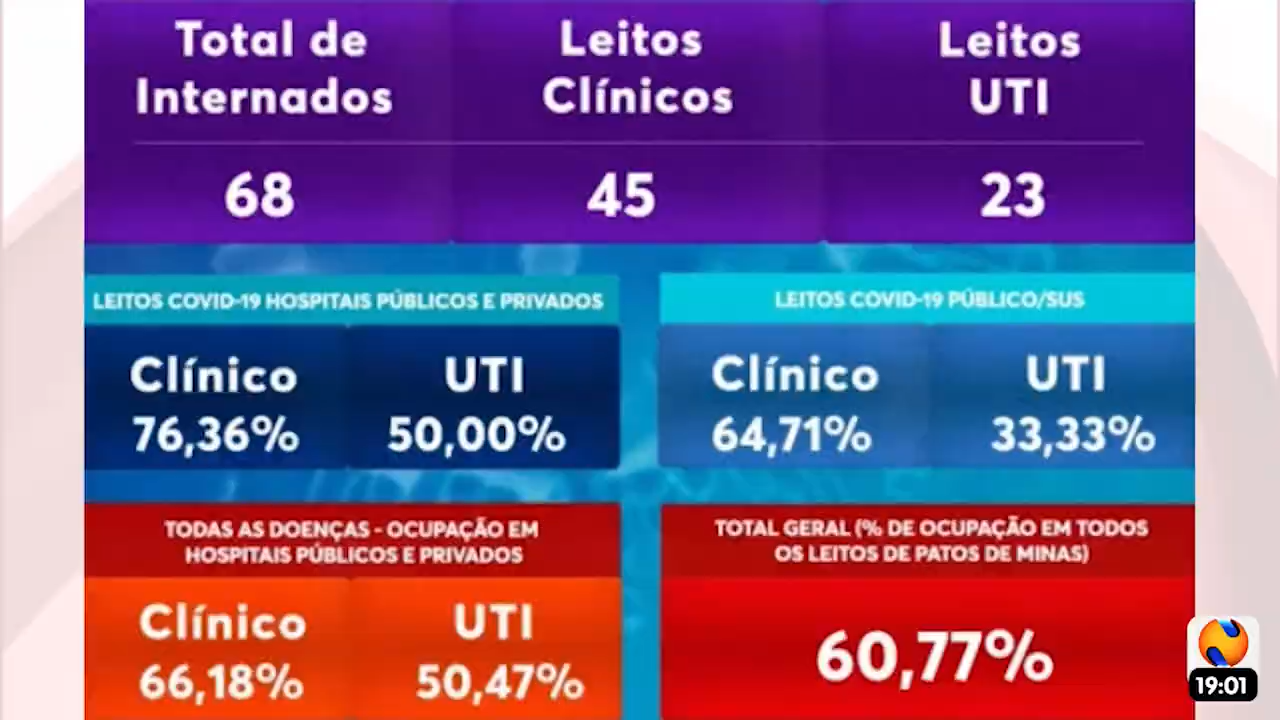 Total de
Internados
68
Leitos
Clínicos
45
Leitos
UTI
23
LEITOS COVID-19 HOSPITAIS PÚBLICOS E PRIVADOS
Clínico
76,36%
UTI
50,00%
LEITOS COVID-19 PÚBLICO/SUS
Clínico
64,71%
UTI
33,33%
TODAS AS DOENÇAS - OCUPAÇÃO EM
HOSPITAIS PÚBLICOS E PRIVADOS
Clínico
66,18%
UTI
50,47%
TOTAL GERAL (% DE OCUPAÇÃO EM TODOS
OS LEITOS DE PATOS DE MINAS)
60,77%
19:01